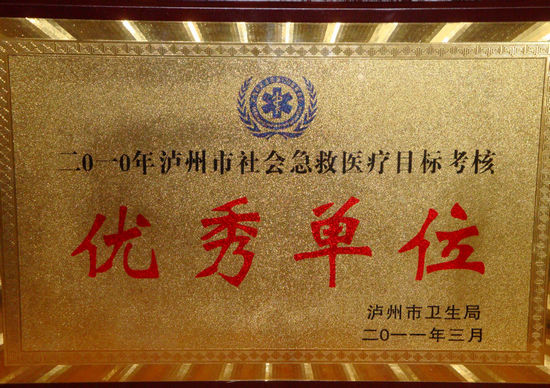 二0一0年泸州市社会急救医疗目标考核
优秀单位
泸州市卫生局
二0一一年三月